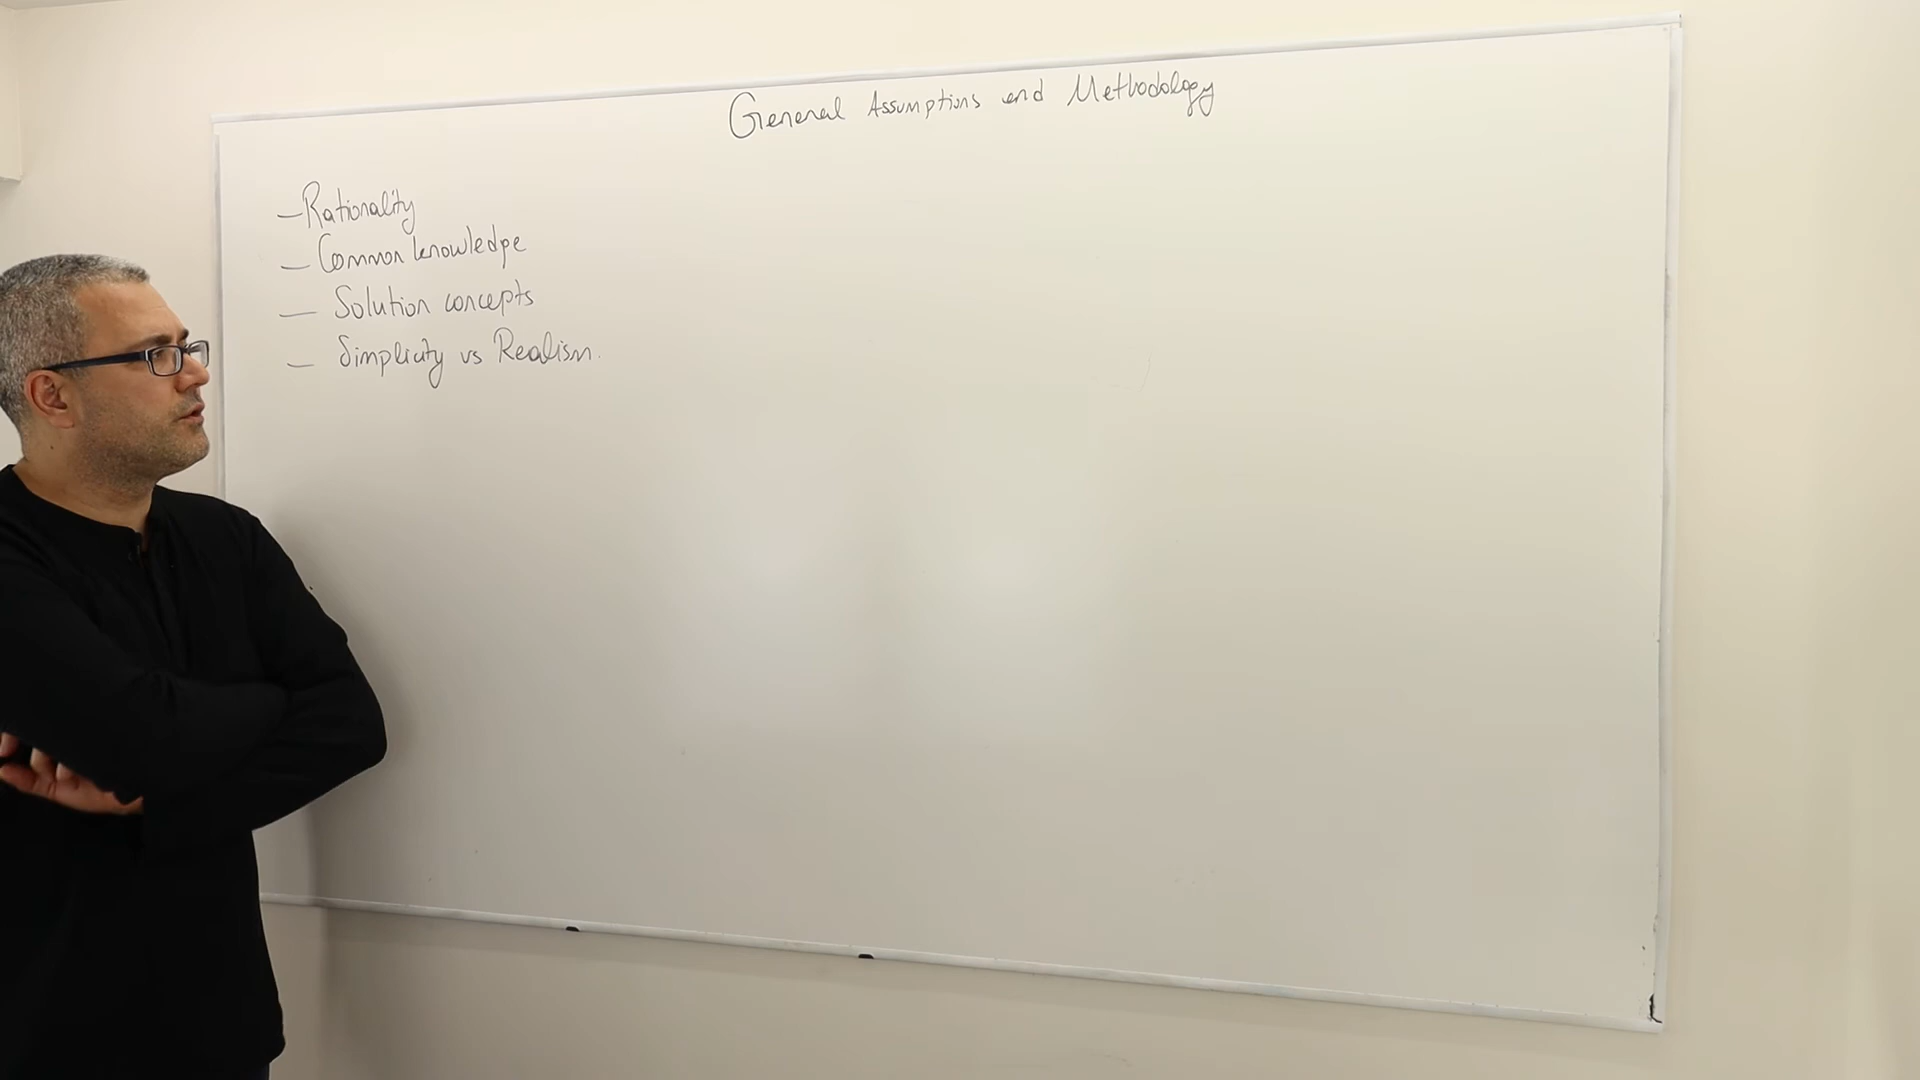 General Assumptions and Methodology
- Rationality
- Common knowledge
- Solution concepts
- Simplicity vs Realism.